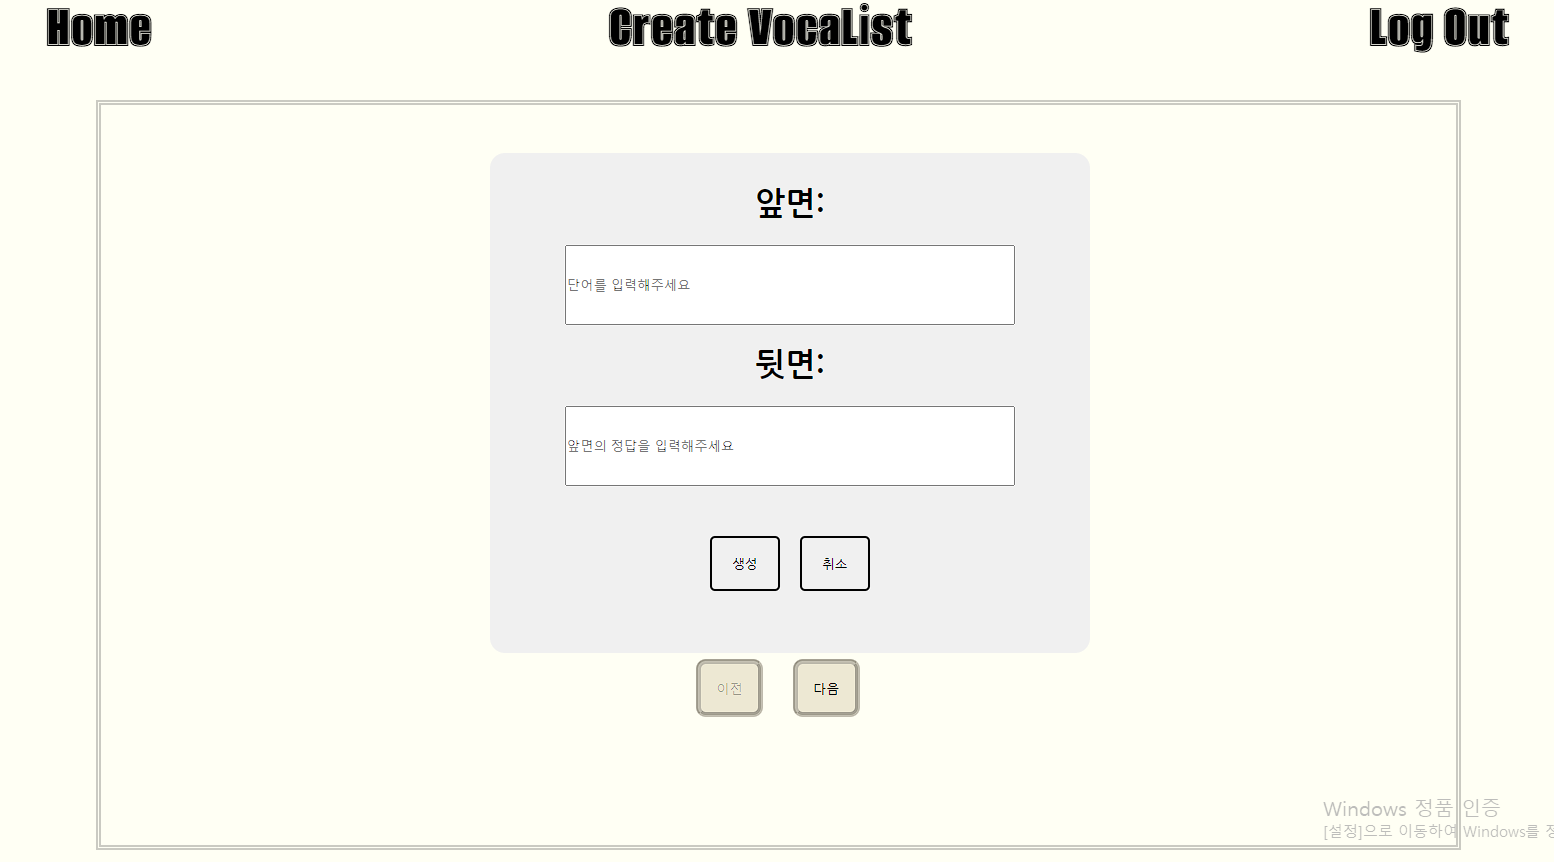 Home Create VocaList Log Out
앞면:
단어를 입력해주세요
뒷면:
앞면의 정답을 입력해주세요
생성 취소
이전 다음
Windows 정품 인증
[설정]으로 이동하여 Windows를 정